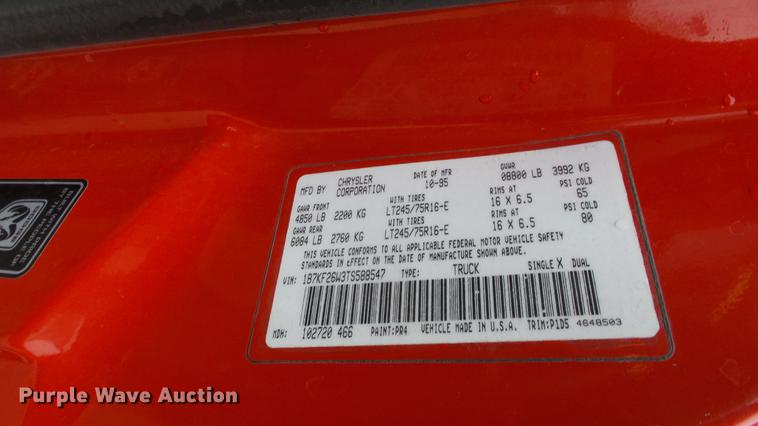 MFD BY CHRYSLER CORPORATION DATE OF MFR 10-95 GVWR 08800 LB 3992 KG
GAWR FRONT WITH TIRES RIMS AT PSI COLD
4850 LB 2200 KG LT245/75R16-E 16 X 6.5 65
GAWR REAR WITH TIRES RIMS AT PSI COLD
6084 LB 2760 KG LT245/75R16-E 16 X 6.5 80
THIS VEHICLE CONFORMS TO ALL APPLICABLE FEDERAL MOTOR VEHICLE SAFETY
STANDARDS IN EFFECT ON THE DATE OF MANUFACTURE SHOWN ABOVE.
VIN: 1B7KF26W3TS588547 TYPE: TRUCK SINGLE X DUAL
MDH: 102720 466 PAINT:PR4 VEHICLE MADE IN U.S.A. TRIM:P1D5 4648503
Purple Wave Auction